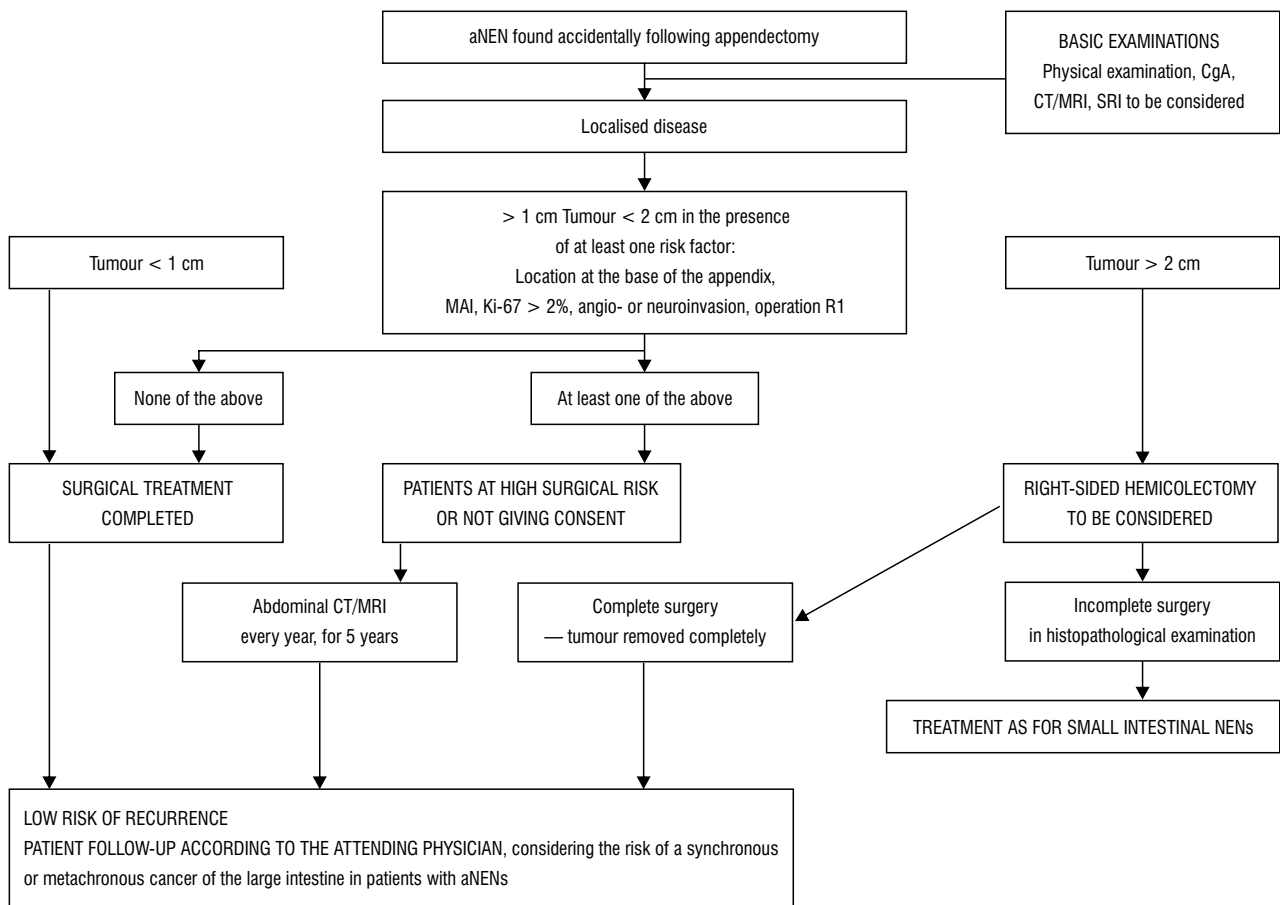 aNEN found accidentally following appendectomy
BASIC EXAMINATIONS
Physical examination, CgA,
CT/MRI, SRI to be considered
Localised disease
> 1 cm Tumour < 2 cm in the presence
of at least one risk factor:
Location at the base of the appendix,
MAI, Ki-67 > 2%, angio- or neuroinvasion, operation R1
Tumour < 1 cm
Tumour > 2 cm
None of the above
At least one of the above
SURGICAL TREATMENT
COMPLETED
PATIENTS AT HIGH SURGICAL RISK
OR NOT GIVING CONSENT
RIGHT-SIDED HEMICOLECTOMY
TO BE CONSIDERED
Abdominal CT/MRI
every year, for 5 years
Complete surgery
— tumour removed completely
Incomplete surgery
in histopathological examination
TREATMENT AS FOR SMALL INTESTINAL NENs
LOW RISK OF RECURRENCE
PATIENT FOLLOW-UP ACCORDING TO THE ATTENDING PHYSICIAN, considering the risk of a synchronous
or metachronous cancer of the large intestine in patients with aNENs